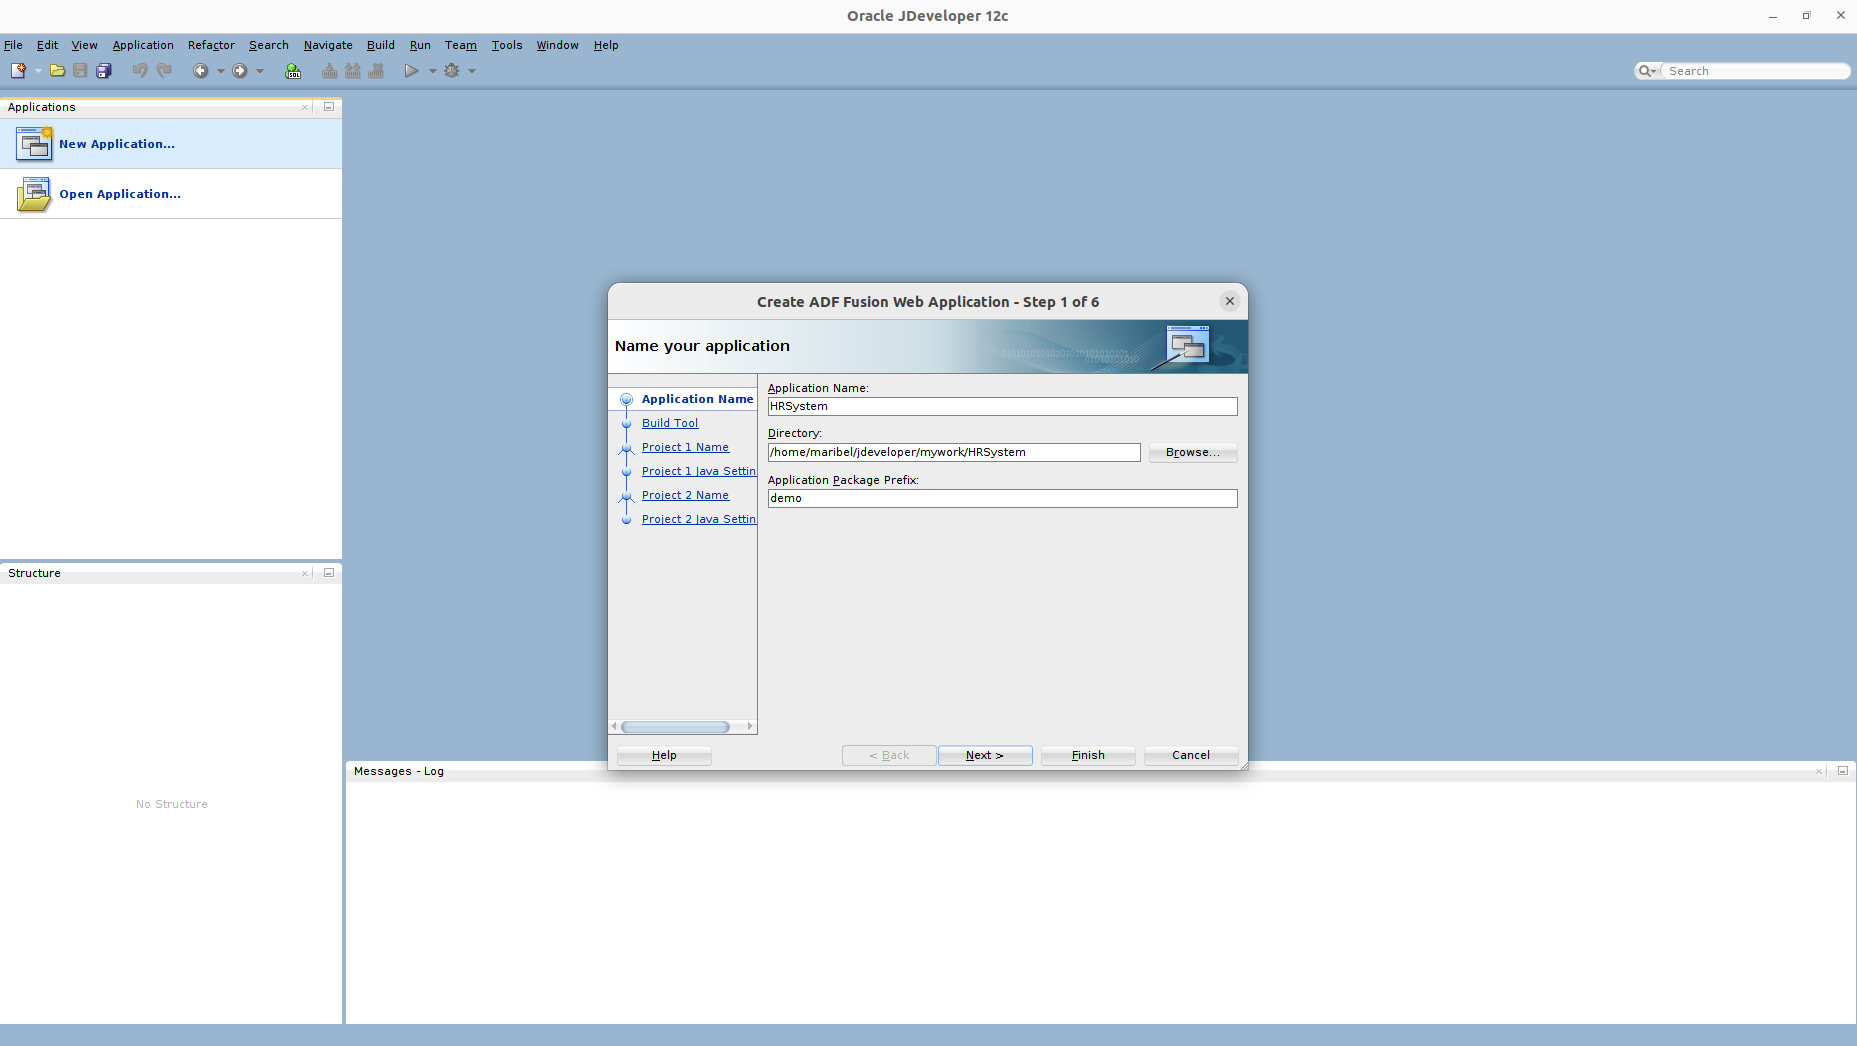 Oracle JDeveloper 12c
File Edit View Application Refactor Search Navigate Build Run Team Tools Window Help
SQL
Search
Applications
New Application...
Open Application...
Structure
No Structure
Create ADF Fusion Web Application - Step 1 of 6
Name your application
Application Name
Build Tool
Project 1 Name
Project 1 Java Settin
Project 2 Name
Project 2 Java Settin
Application Name:
HRSystem
Directory:
/home/maribel/jdeveloper/mywork/HRSystem
Browse...
Application Package Prefix:
demo
Help
< Back
Next >
Finish
Cancel
Messages - Log